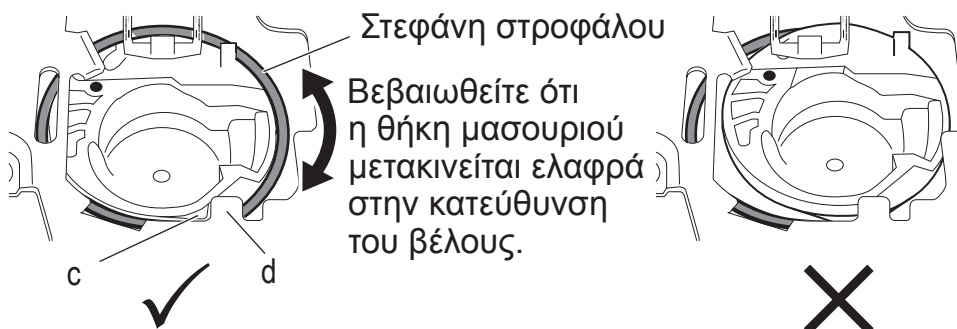 Στεφάνη στροφάλου
Βεβαιωθείτε ότι
η θήκη μασουριού
μετακινείται ελαφρά
στην κατεύθυνση
του βέλους.
c
d